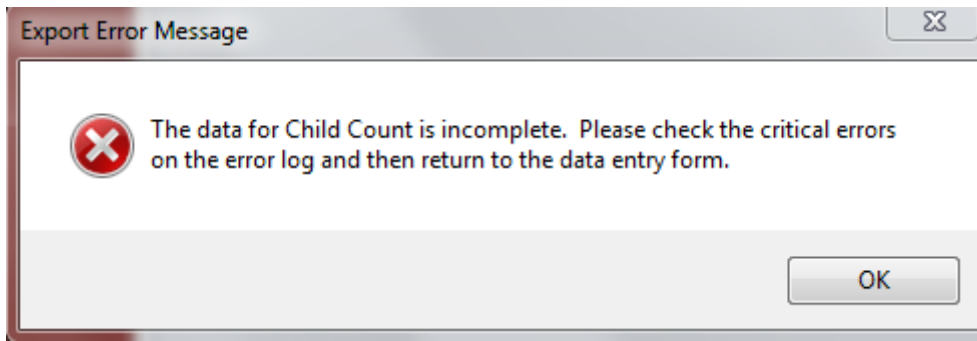 Export Error Message
The data for Child Count is incomplete.  Please check the critical errors
on the error log and then return to the data entry form.
OK